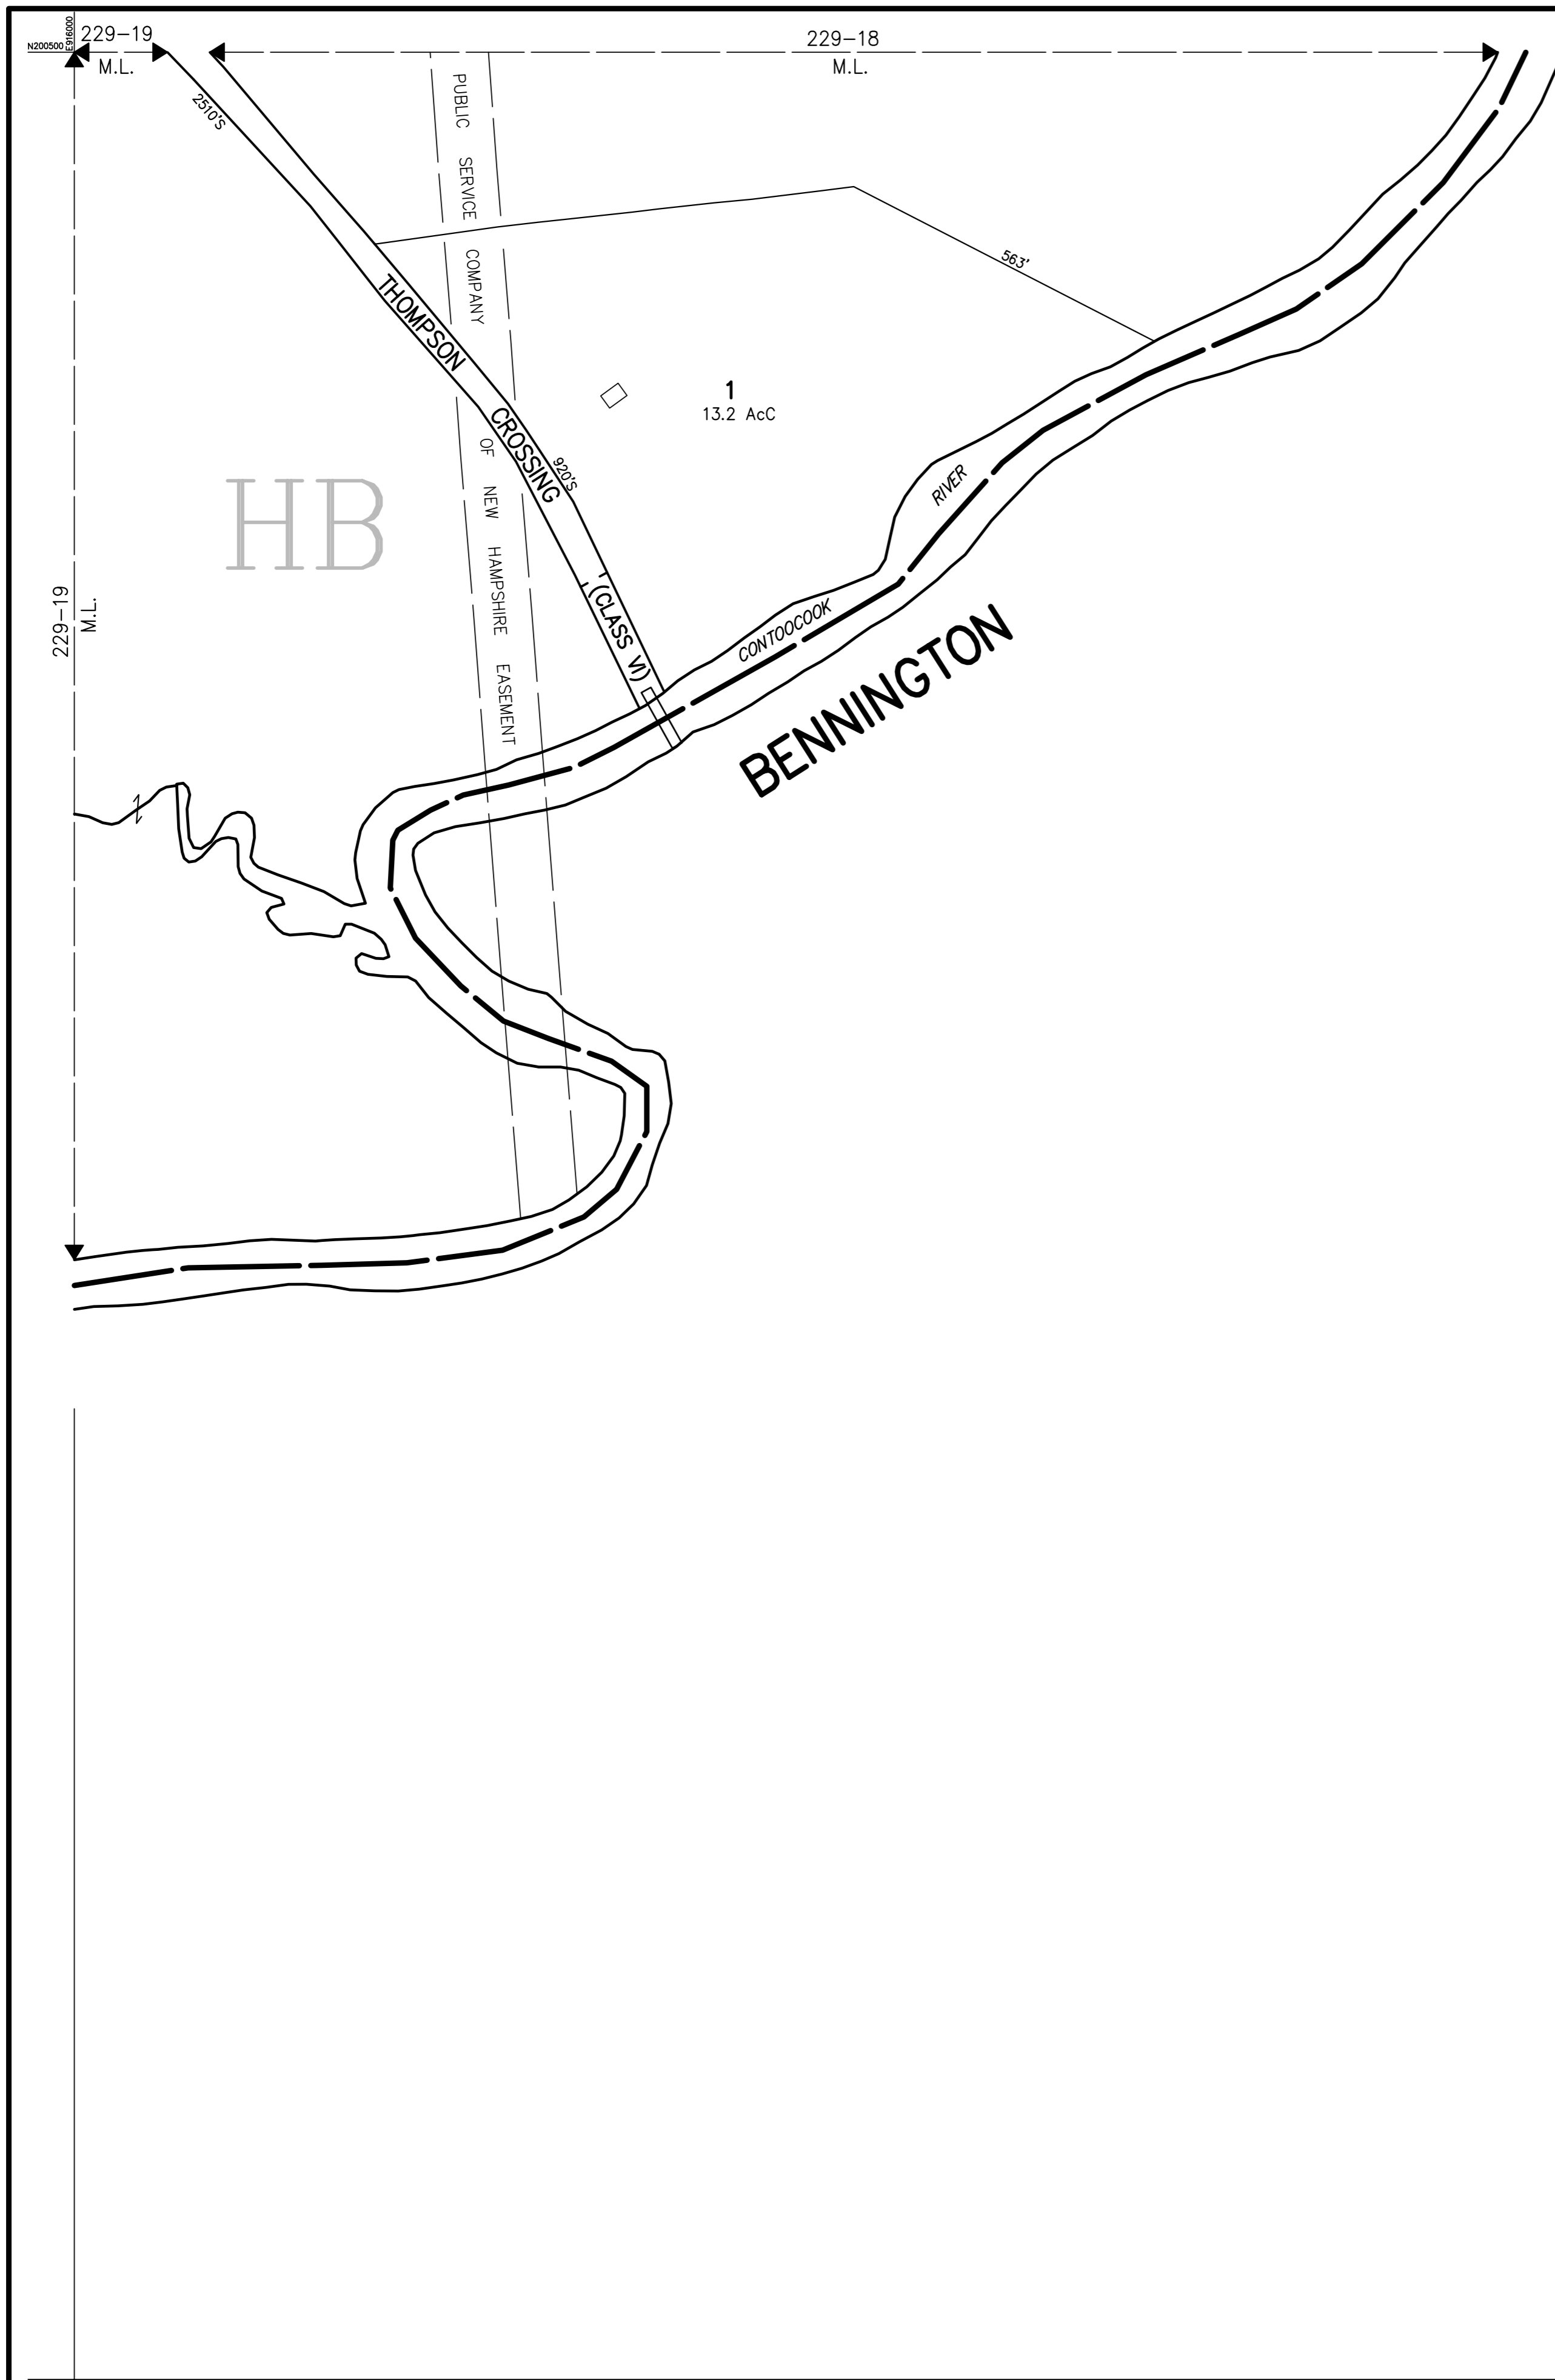 N200500
E916000
229-19
M.L.
229-18
M.L.
2510'S
PUBLIC SERVICE COMPANY OF NEW HAMPSHIRE EASEMENT
563'
THOMPSON CROSSING (CLASS VI)
1
13.2 AcC
920'S
HB
RIVER
CONTOOCOOK
BENNINGTON
229-19
M.L.